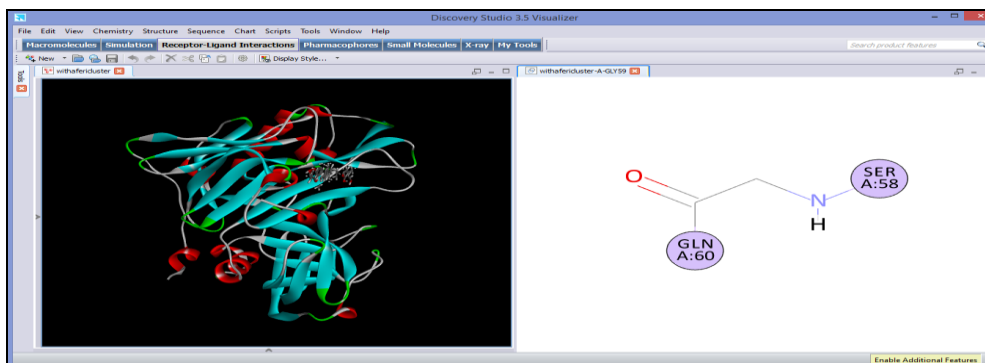 Discovery Studio 3.5 Visualizer
File Edit View Chemistry Structure Sequence Chart Scripts Tools Window Help
Macromolecules Simulation Receptor-Ligand Interactions Pharmacophores Small Molecules X-ray My Tools
Search product features
New Display Style...
Tools
withafericluster withafericluster-A-GLY59
O
N
H
SER
A:58
GLN
A:60
Enable Additional Features